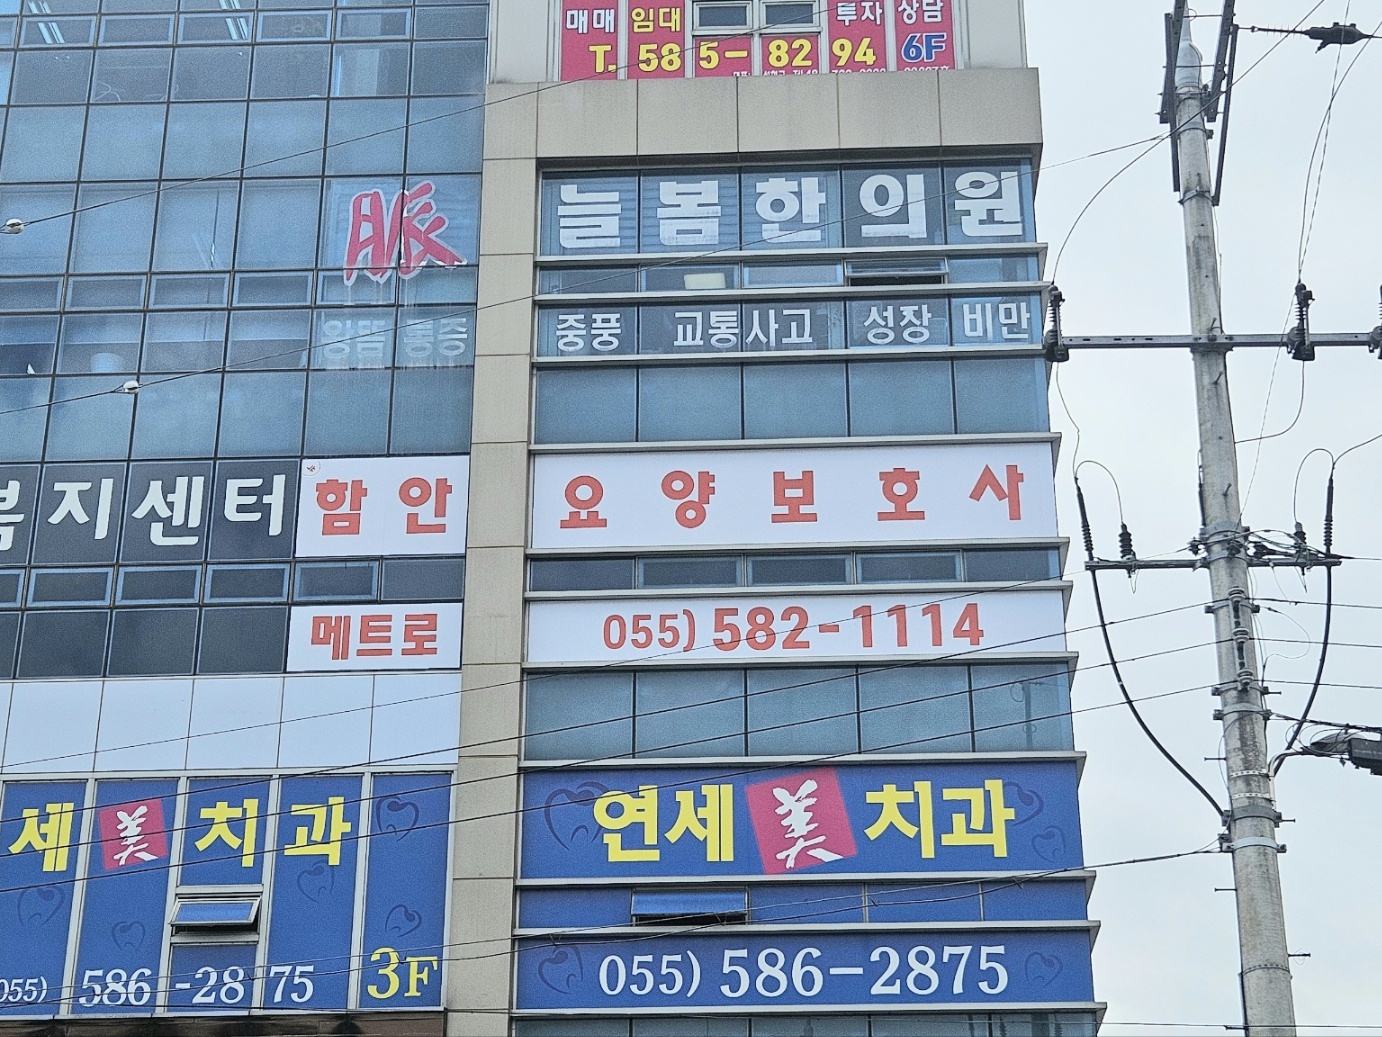 매매 임대 투자 상담
T. 585-8294 6F
늘봄한의원
脈
중풍 교통사고 성장 비만
통증
지센터 함안 요양보호사
메트로 055) 582-1114
세美치과
연세美치과
055) 586-2875 3F
(055) 586-2875